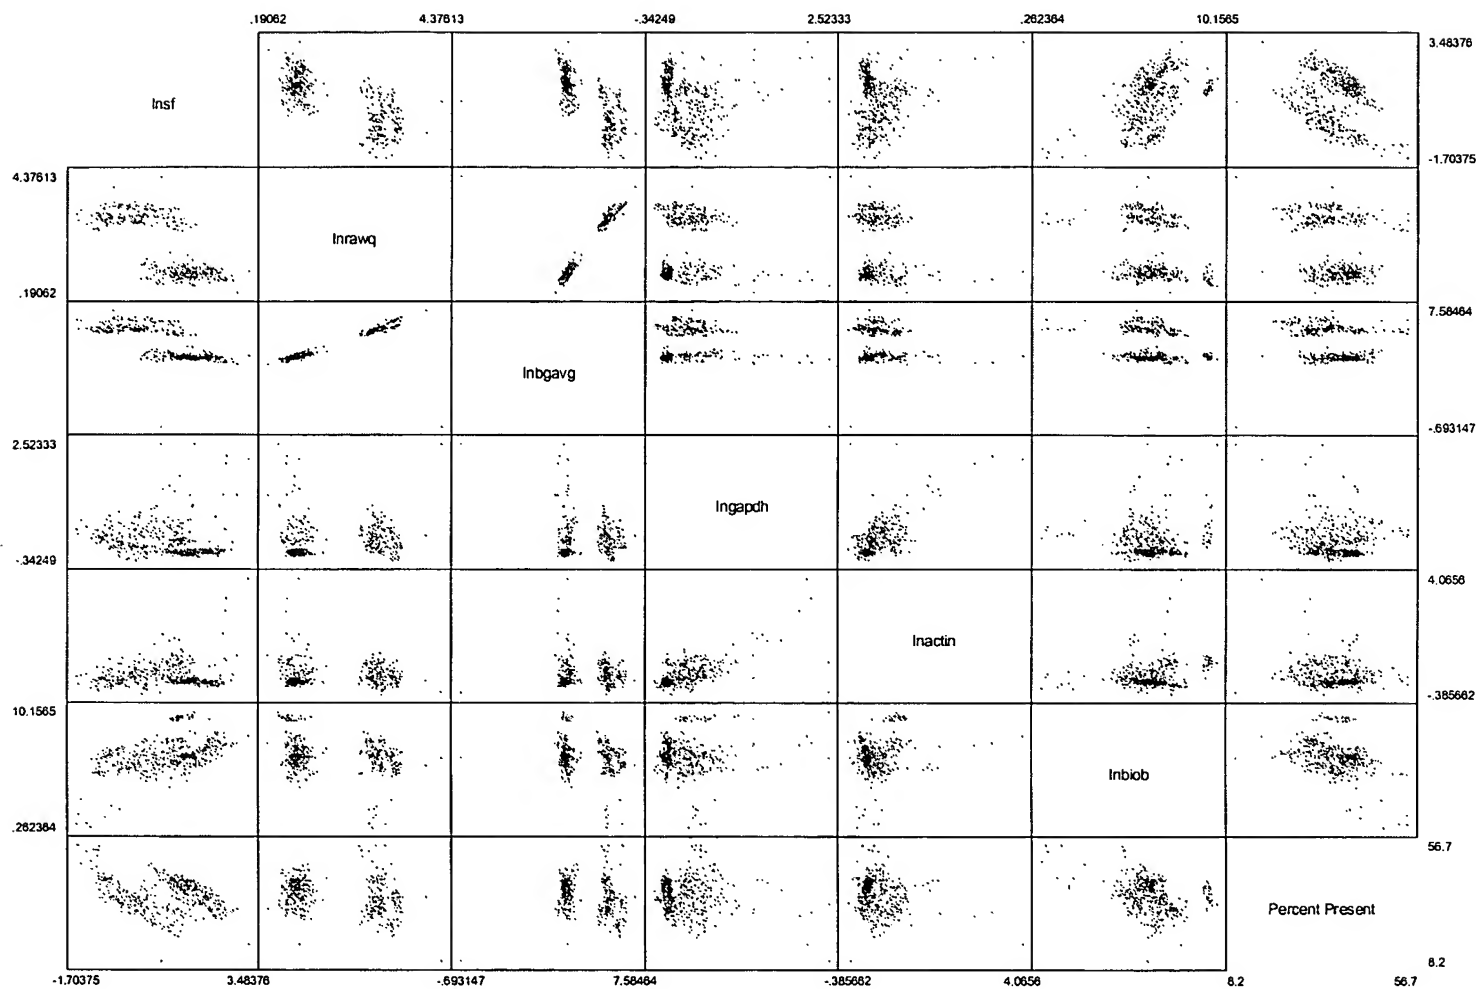 .19062 4.37613 -.34249 2.52333 .262364 10.1565
3.48376
lnsf
-1.70375
4.37613
lnrawq
.19062
7.58464
lnbgavg
-.693147
2.52333
lngapdh
-.34249
4.0656
lnactin
-.385662
10.1565
lnbiob
.262364
56.7
Percent Present
8.2
-1.70375 3.48376 -.693147 7.58464 -.385662 4.0656 8.2 56.7